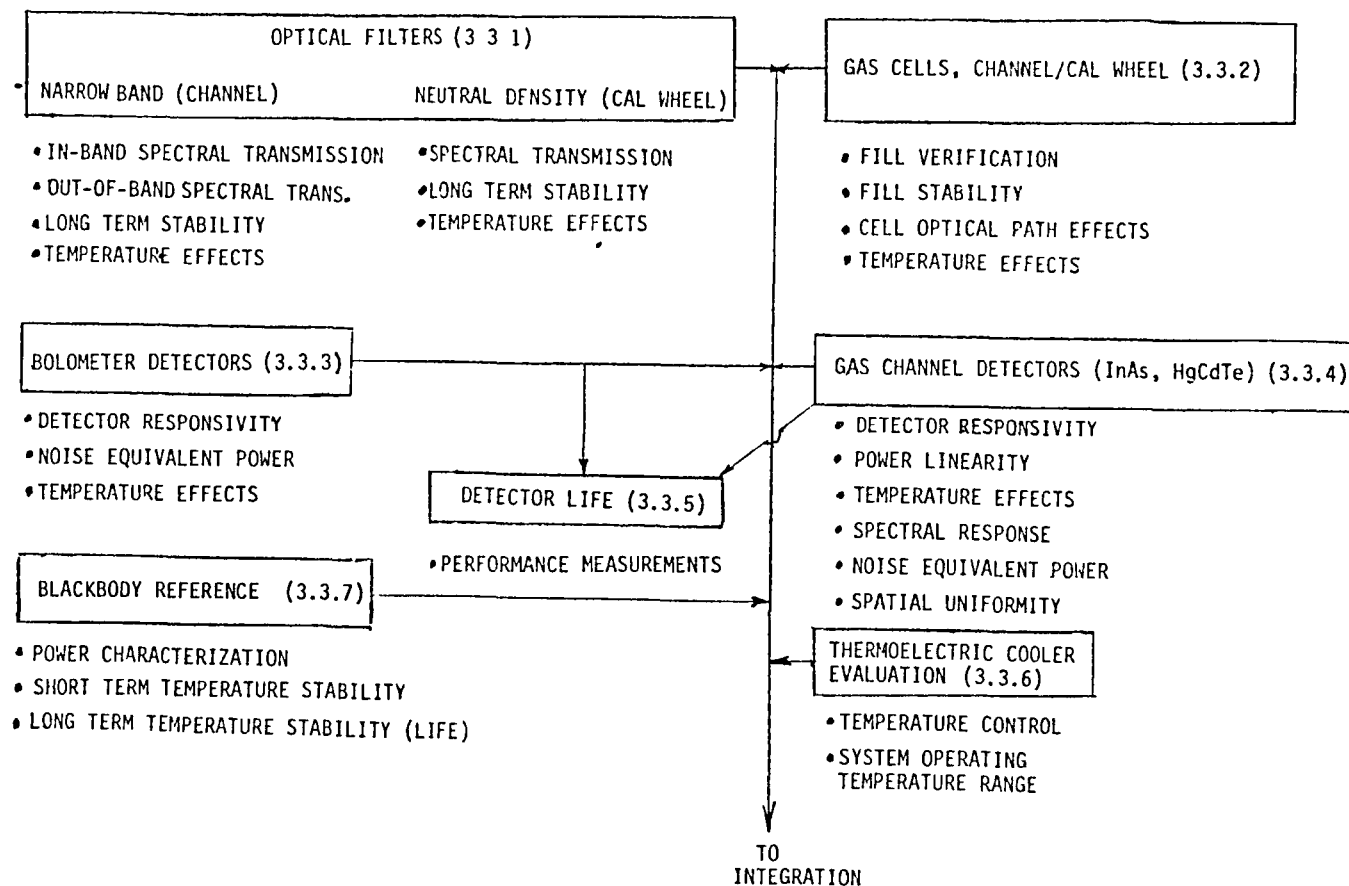 OPTICAL FILTERS (3 3 1)
NARROW BAND (CHANNEL)
NEUTRAL DENSITY (CAL WHEEL)
• IN-BAND SPECTRAL TRANSMISSION
• OUT-OF-BAND SPECTRAL TRANS.
• LONG TERM STABILITY
• TEMPERATURE EFFECTS
• SPECTRAL TRANSMISSION
• LONG TERM STABILITY
• TEMPERATURE EFFECTS
GAS CELLS, CHANNEL/CAL WHEEL (3.3.2)
• FILL VERIFICATION
• FILL STABILITY
• CELL OPTICAL PATH EFFECTS
• TEMPERATURE EFFECTS
BOLOMETER DETECTORS (3.3.3)
• DETECTOR RESPONSIVITY
• NOISE EQUIVALENT POWER
• TEMPERATURE EFFECTS
GAS CHANNEL DETECTORS (InAs, HgCdTe) (3.3.4)
• DETECTOR RESPONSIVITY
• POWER LINEARITY
• TEMPERATURE EFFECTS
• SPECTRAL RESPONSE
• NOISE EQUIVALENT POWER
• SPATIAL UNIFORMITY
DETECTOR LIFE (3.3.5)
• PERFORMANCE MEASUREMENTS
BLACKBODY REFERENCE (3.3.7)
• POWER CHARACTERIZATION
• SHORT TERM TEMPERATURE STABILITY
• LONG TERM TEMPERATURE STABILITY (LIFE)
THERMOELECTRIC COOLER
EVALUATION (3.3.6)
• TEMPERATURE CONTROL
• SYSTEM OPERATING
TEMPERATURE RANGE
TO
INTEGRATION